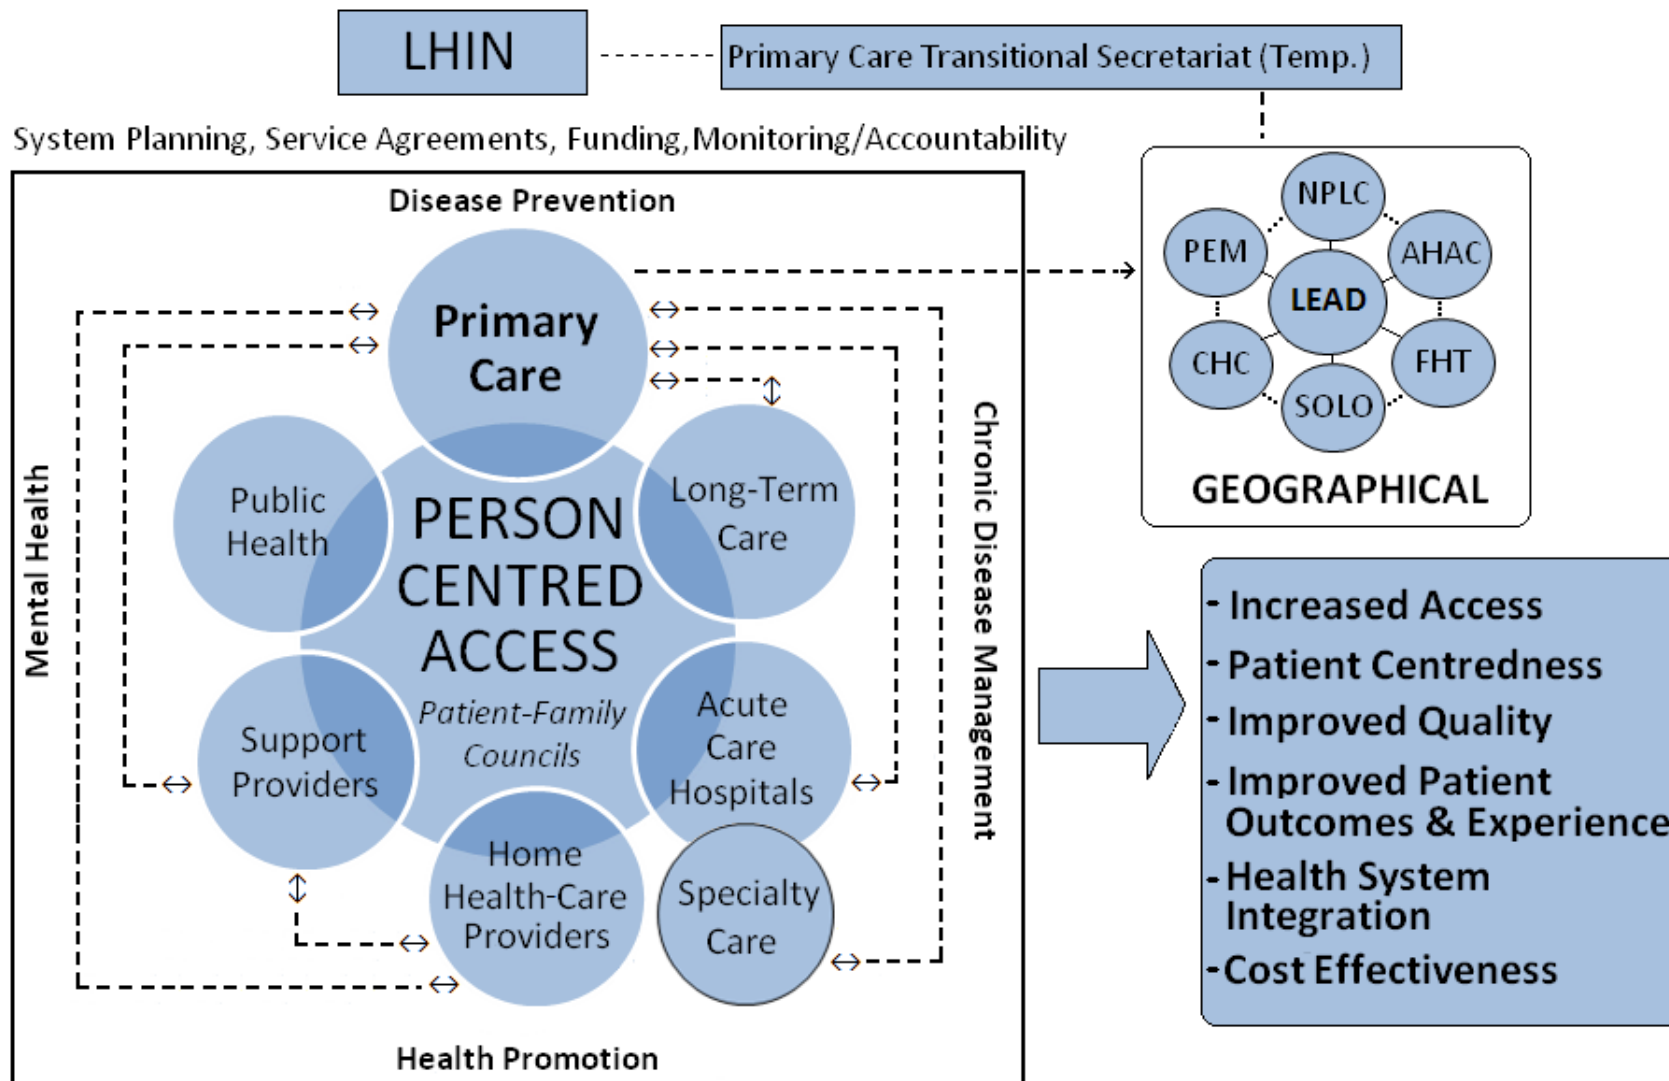 LHIN
Primary Care Transitional Secretariat (Temp.)
System Planning, Service Agreements, Funding,Monitoring/Accountability
Disease Prevention
Primary
Care
Public
Health
PERSON
CENTRED
ACCESS
Patient-Family
Councils
Long-Term
Care
Support
Providers
Acute
Care
Hospitals
Home
Health-Care
Providers
Specialty
Care
Mental Health
Chronic Disease Management
Health Promotion
NPLC
PEM
AHAC
LEAD
CHC
FHT
SOLO
GEOGRAPHICAL
- Increased Access
- Patient Centredness
- Improved Quality
- Improved Patient
Outcomes & Experience
- Health System
Integration
- Cost Effectiveness